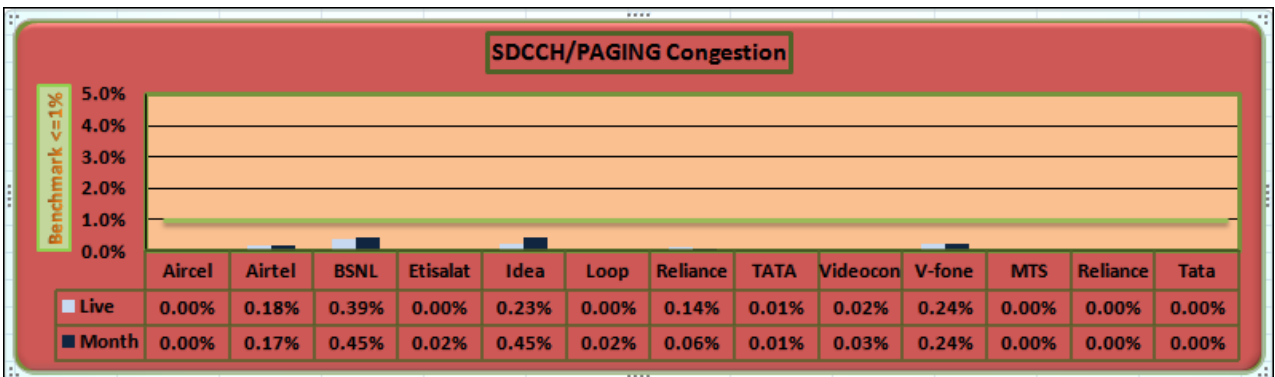 SDCCH/PAGING Congestion
Benchmark <=1%
5.0%
4.0%
3.0%
2.0%
1.0%
0.0%
Aircel Airtel BSNL Etisalat Idea Loop Reliance TATA Videocon V-fone MTS Reliance Tata
Live 0.00% 0.18% 0.39% 0.00% 0.23% 0.00% 0.14% 0.01% 0.02% 0.24% 0.00% 0.00% 0.00%
Month 0.00% 0.17% 0.45% 0.02% 0.45% 0.02% 0.06% 0.01% 0.03% 0.24% 0.00% 0.00% 0.00%